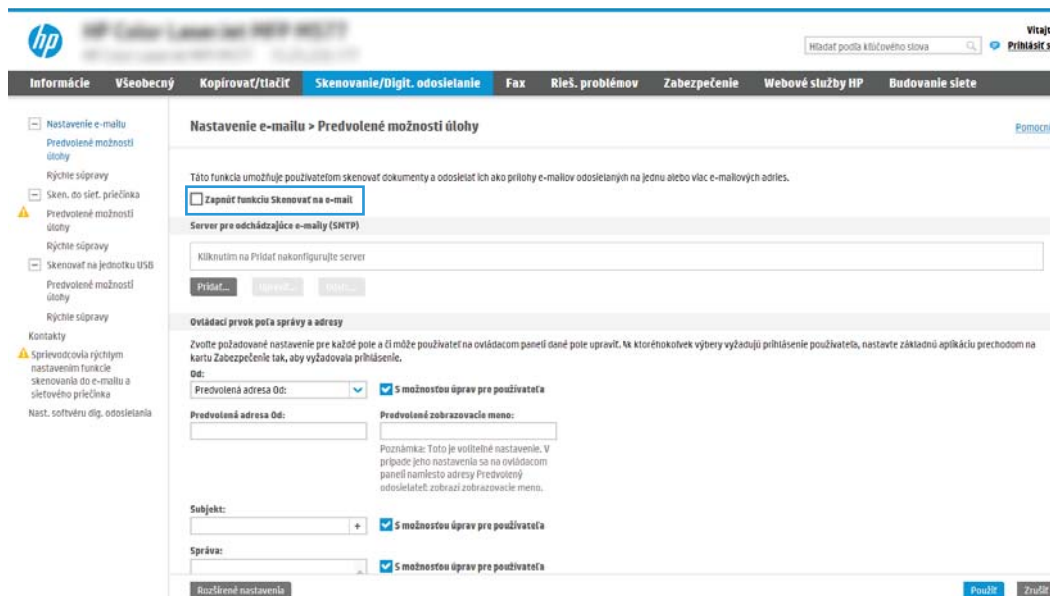 hp
Vitajt
Hľadať podľa kľúčového slova
Prihlásiť s
Informácie Všeobecný Kopírovať/tlačiť Skenovanie/Digit. odosielanie Fax Rieš. problémov Zabezpečenie Webové služby HP Budovanie siete
Nastavenie e-mailu
Predvolené možnosti
úlohy
Rýchle súpravy
Sken. do sieť. priečinka
Predvolené možnosti
úlohy
Rýchle súpravy
Skenovať na jednotku USB
Predvolené možnosti
úlohy
Rýchle súpravy
Kontakty
Sprievodcovia rýchlym
nastavením funkcie
skenovania do e-mailu a
sieťového priečinka
Nast. softvéru dig. odosielania
Nastavenie e-mailu > Predvolené možnosti úlohy
Pomocní
Táto funkcia umožňuje používateľom skenovať dokumenty a odosielať ich ako prílohy e-mailov odosielaných na jednu alebo viac e-mailových adries.
Zapnúť funkciu Skenovať na e-mail
Server pre odchádzajúce e-maily (SMTP)
Kliknutím na Pridať nakonfigurujte server
Pridať...
Ovládací prvok poľa správy a adresy
Zvoľte požadované nastavenie pre každé pole a či môže používateľ na ovládacom paneli dané pole upraviť. Ak ktoréhokoľvek výbery vyžadujú prihlásenie používateľa, nastavte základnú aplikáciu prechodom na
kartu Zabezpečenie tak, aby vyžadovala prihlásenie.
Od:
Predvolená adresa Od: S možnosťou úprav pre používateľa
Predvolená adresa Od: Predvolené zobrazovacie meno:
Poznámka: Toto je voliteľné nastavenie. V
prípade jeho nastavenia sa na ovládacom
paneli namiesto adresy Predvolený
odosielateľ: zobrazí zobrazovacie meno.
Subjekt:
+ S možnosťou úprav pre používateľa
Správa:
S možnosťou úprav pre používateľa
Rozšírené nastavenia
Použiť Zrušiť